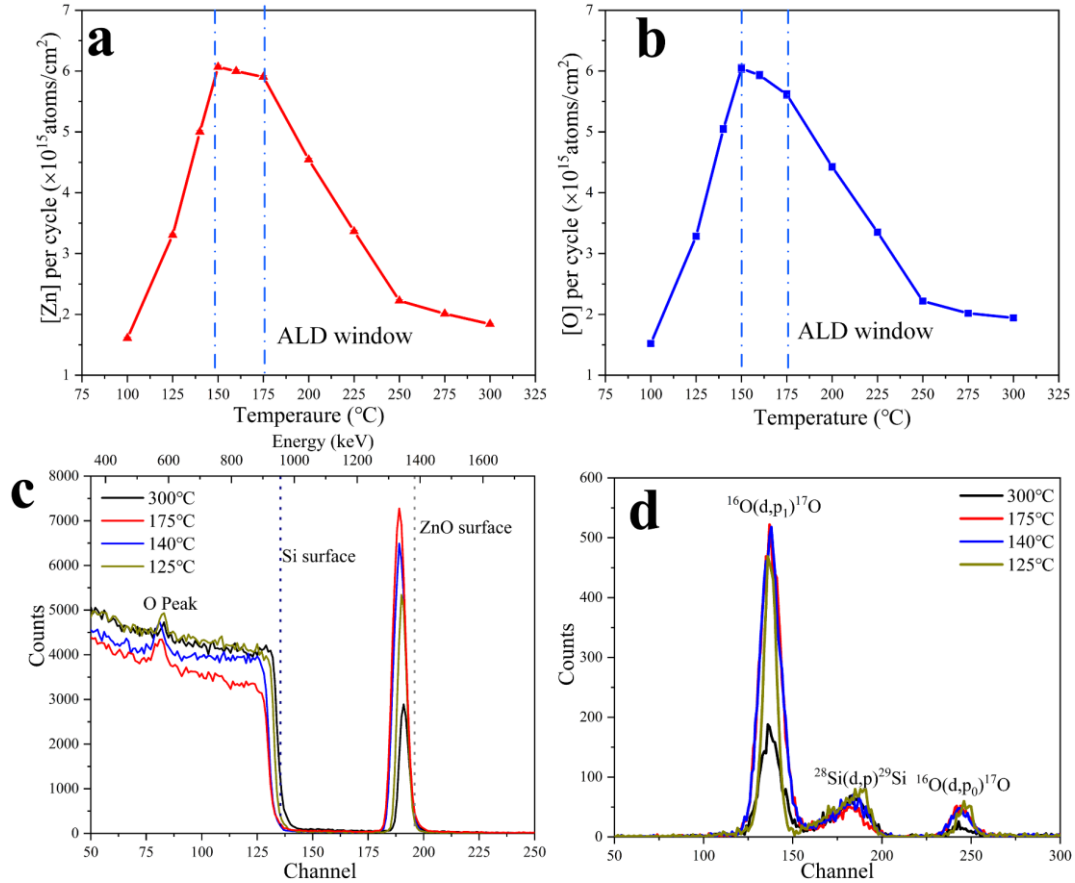 a
[Zn] per cycle (×10¹⁵atoms/cm²)
7
6
5
4
3
2
1
ALD window
75 100 125 150 175 200 225 250 275 300 325
Temperaure (℃)
b
[O] per cycle (×10¹⁵atoms/cm²)
7
6
5
4
3
2
1
ALD window
75 100 125 150 175 200 225 250 275 300 325
Temperature (℃)
Energy (keV)
400 600 800 1000 1200 1400 1600
c
Counts
8000
7000
6000
5000
4000
3000
2000
1000
0
300℃
175℃
140℃
125℃
Si surface
ZnO surface
O Peak
50 75 100 125 150 175 200 225 250
Channel
d
Counts
600
500
400
300
200
100
0
¹⁶O(d,p₁)¹⁷O
300℃
175℃
140℃
125℃
²⁸Si(d,p)²⁹Si
¹⁶O(d,p₀)¹⁷O
50 100 150 200 250 300
Channel